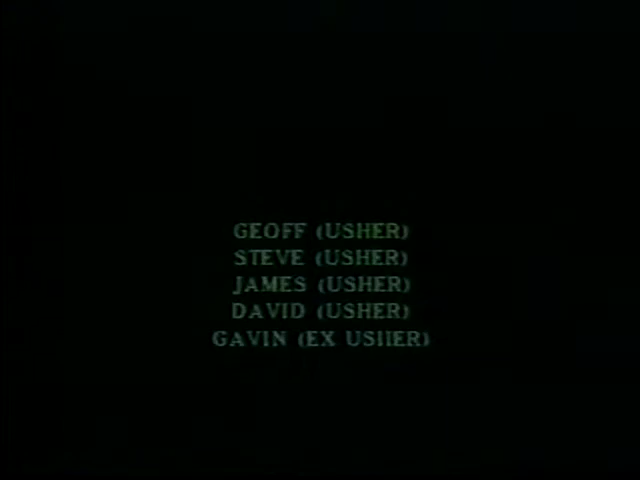 GEOFF (USHER)
STEVE (USHER)
JAMES (USHER)
DAVID (USHER)
GAVIN (EX USHER)